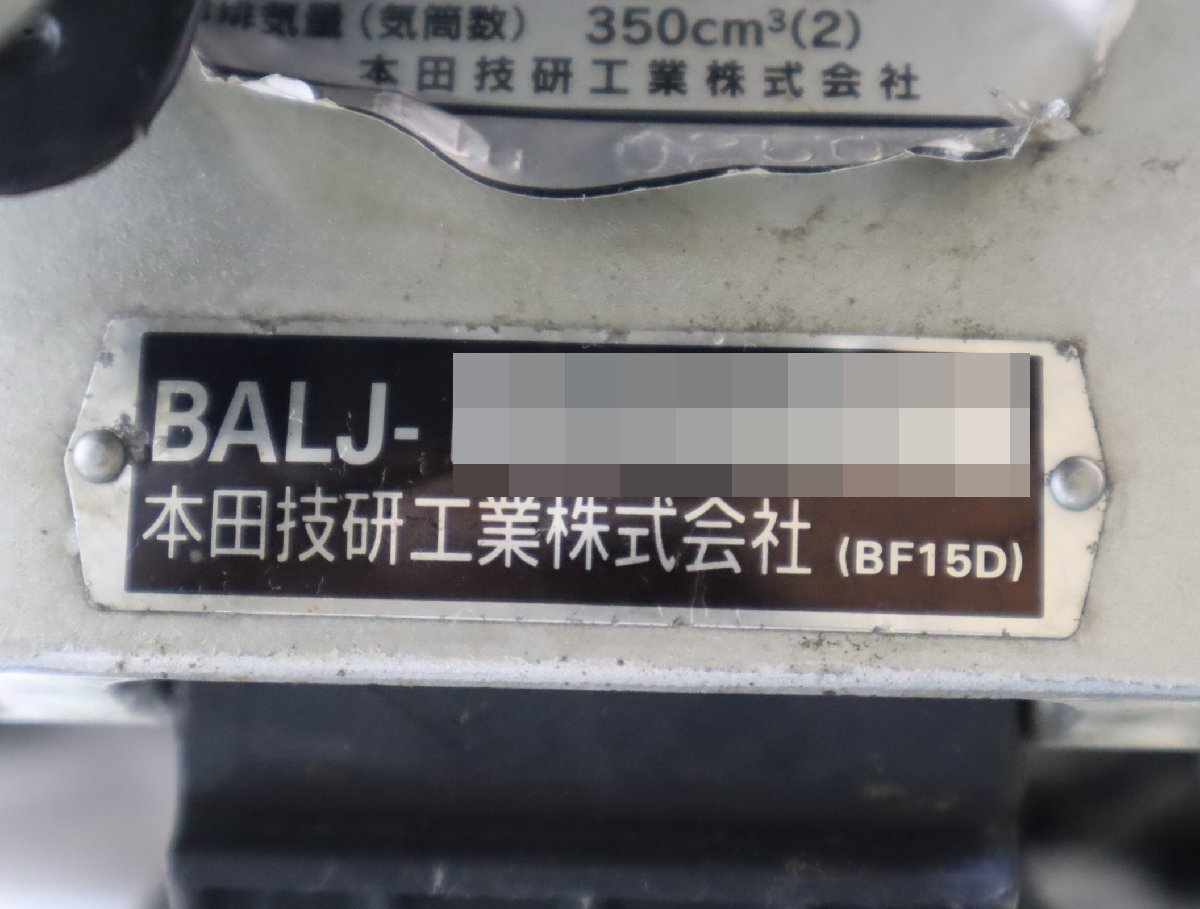 排気量(気筒数) 350cm³(2)
本田技研工業株式会社
BALJ-
本田技研工業株式会社 (BF15D)